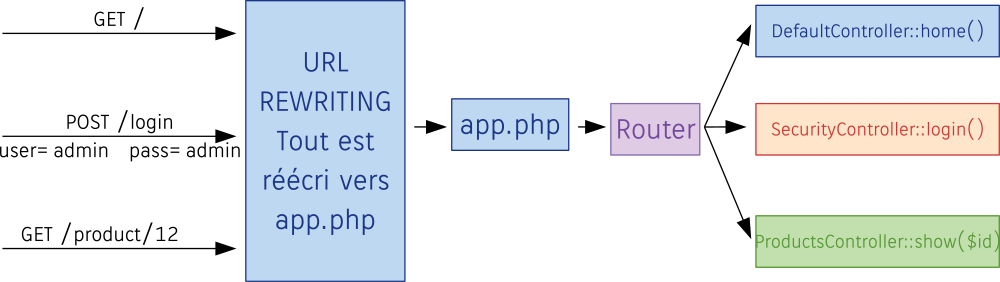 GET /
POST /login
user= admin pass= admin
GET /product/12
URL
REWRITING
Tout est
réécri vers
app.php
app.php
Router
DefaultController::home()
SecurityController::login()
ProductsController::show($id)